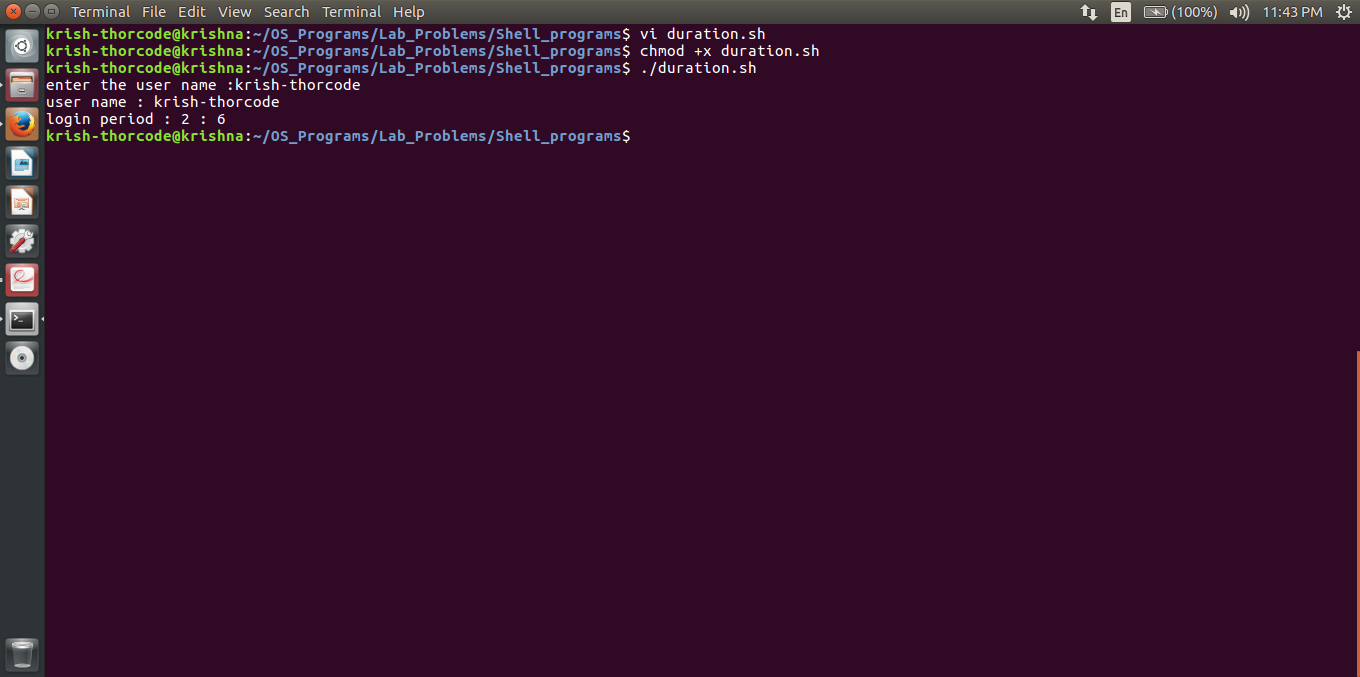 Terminal File Edit View Search Terminal Help En (100%) 11:43 PM
krish-thorcode@krishna:~/OS_Programs/Lab_Problems/Shell_programs$ vi duration.sh
krish-thorcode@krishna:~/OS_Programs/Lab_Problems/Shell_programs$ chmod +x duration.sh
krish-thorcode@krishna:~/OS_Programs/Lab_Problems/Shell_programs$ ./duration.sh
enter the user name :krish-thorcode
user name : krish-thorcode
login period : 2 : 6
krish-thorcode@krishna:~/OS_Programs/Lab_Problems/Shell_programs$